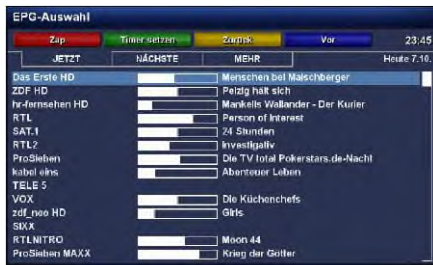 EPG-Auswahl
Zap Timer setzen Zurück Vor 23:45
JETZT NÄCHSTE MEHR Heute 7.10.
Das Erste HD Menschen bei Maischberger
ZDF HD Pelzig hält sich
hr-fernsehen HD Mankells Wallander - Der Kurier
RTL Person of Interest
SAT.1 24 Stunden
RTL2 Investigativ
ProSieben Die TV total Pokerstars.de-Nacht
kabel eins Abenteuer Leben
TELE 5
VOX Die Küchenchefs
zdf_neo HD Girls
SIXX
RTLNITRO Moon 44
ProSieben MAXX Krieg der Götter